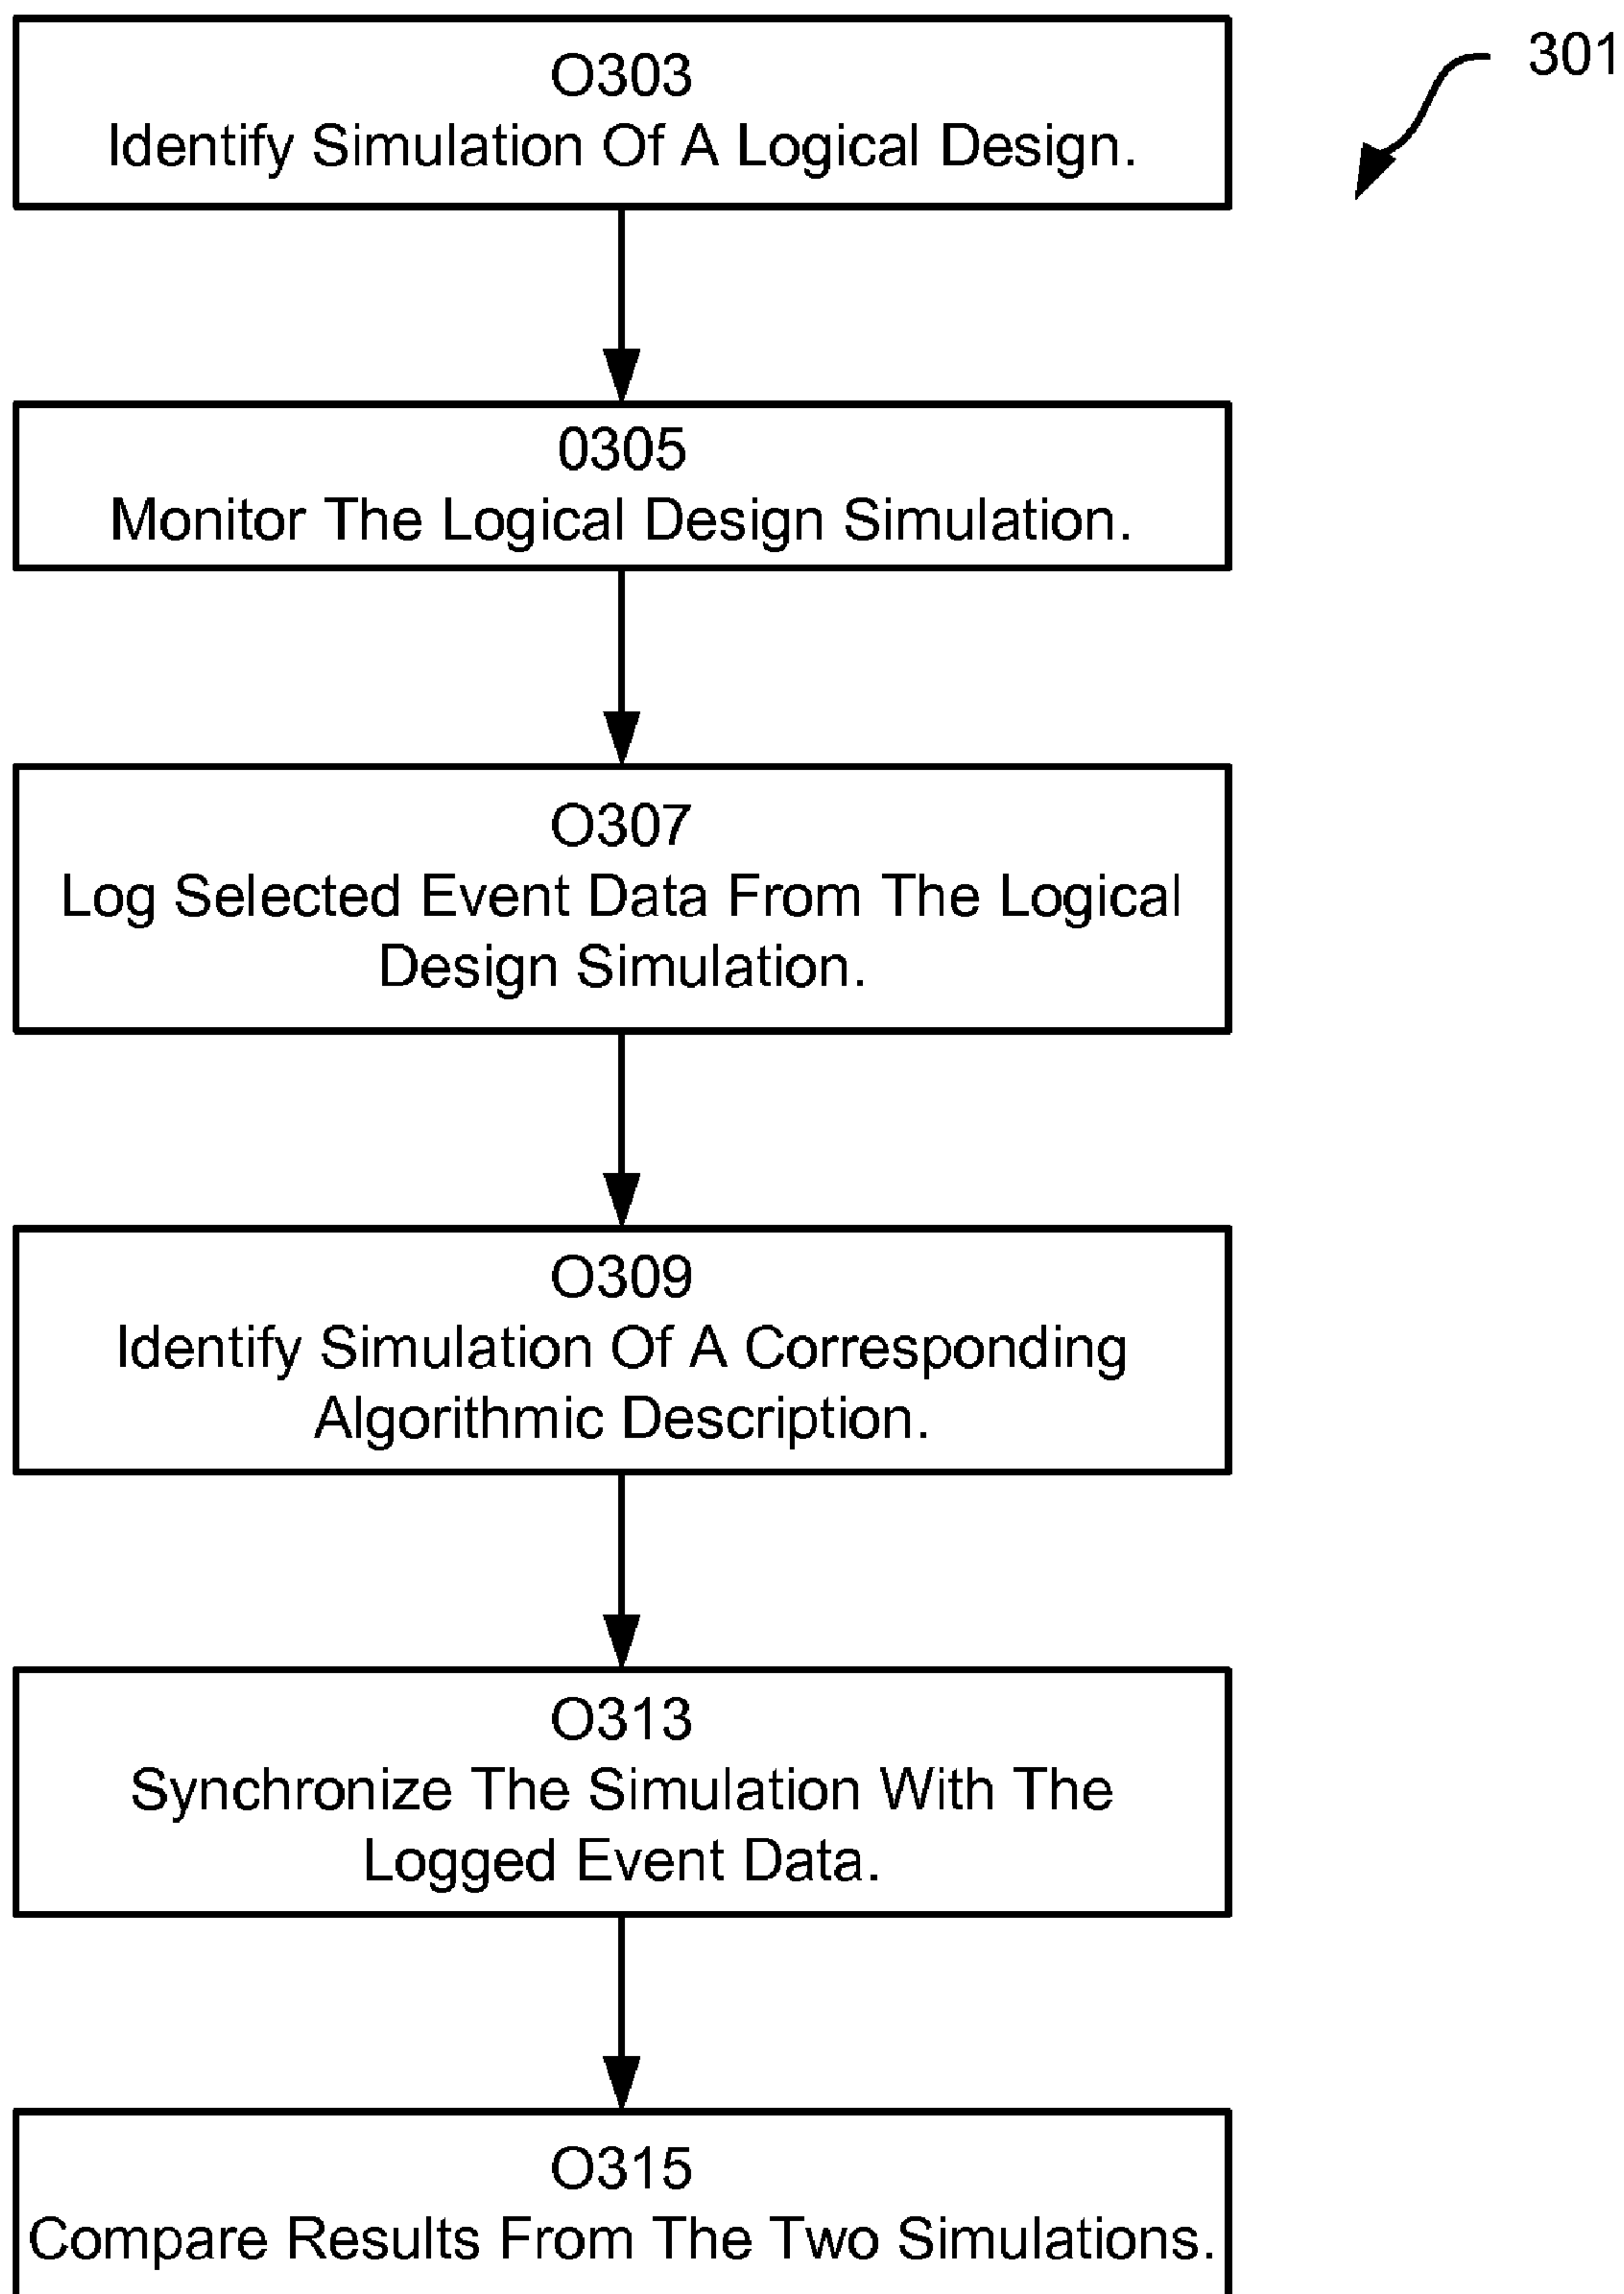 O303
Identify Simulation Of A Logical Design.
301
0305
Monitor The Logical Design Simulation.
O307
Log Selected Event Data From The Logical
Design Simulation.
O309
Identify Simulation Of A Corresponding
Algorithmic Description.
O313
Synchronize The Simulation With The
Logged Event Data.
O315
Compare Results From The Two Simulations.